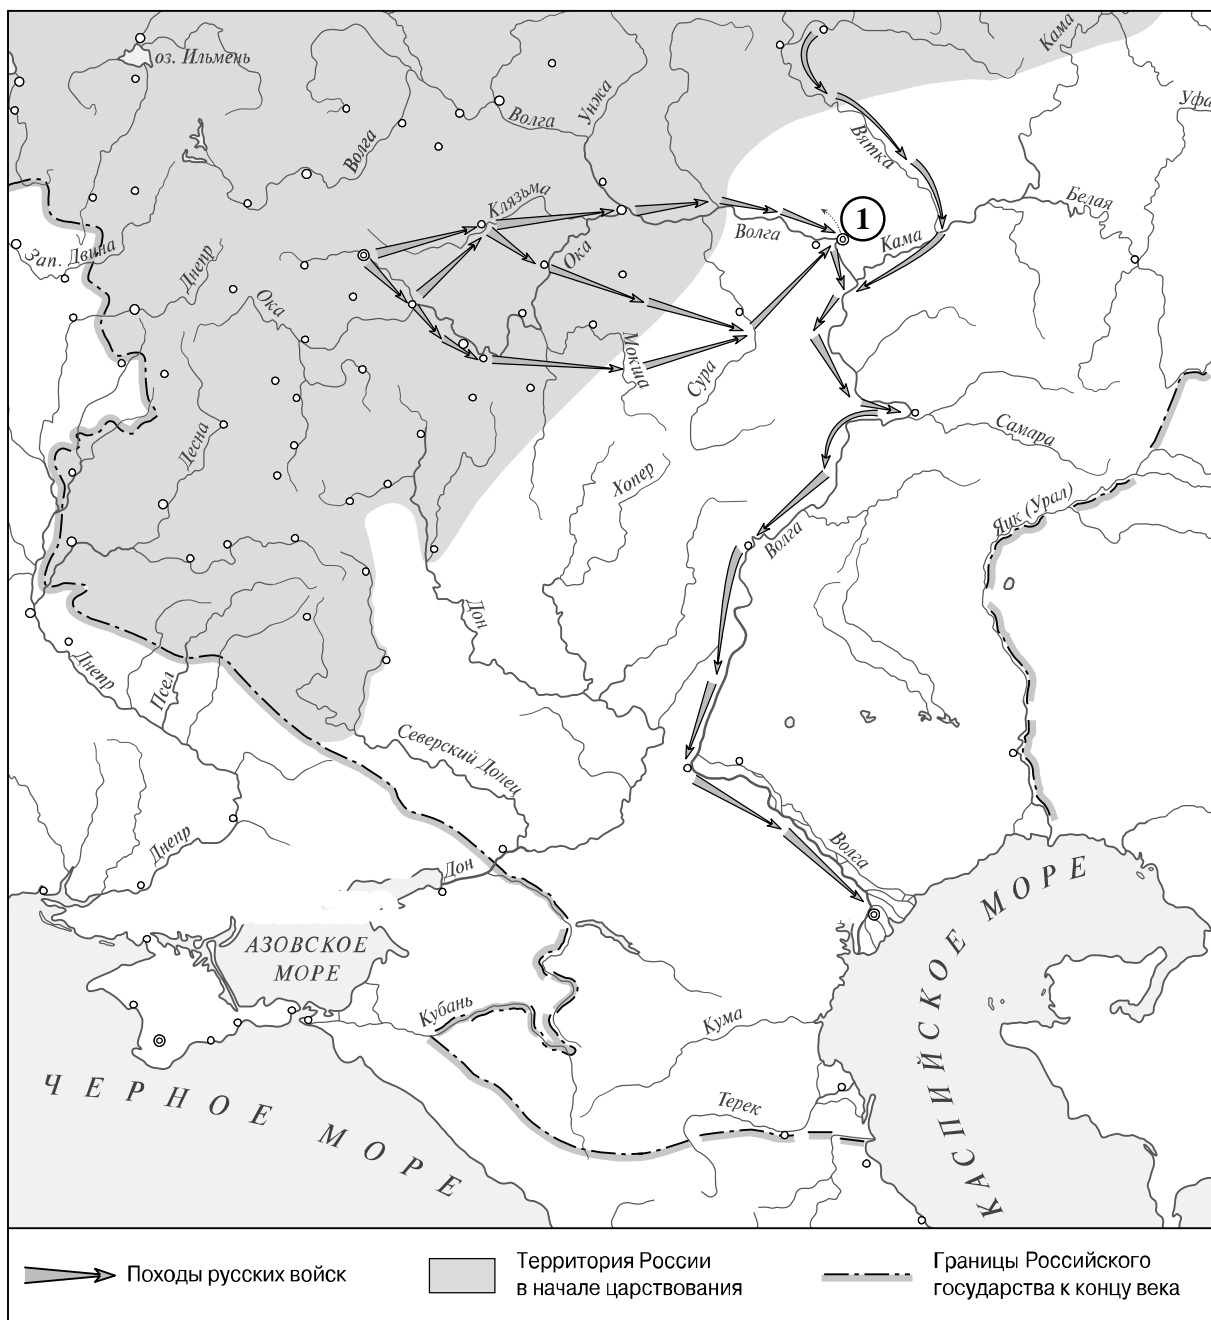 Кама
оз. Ильмень
Унжа
Волга
Уфа
Волга
Вятка
Клязьма
Белая
1
Волга
Кама
Зап. Двина
Днепр
Ока
Ока
Мокша
Сура
Самара
Десна
Хопер
Яик (Урал)
Волга
Дон
Днепр
Псел
Северский Донец
Днепр
Дон
Волга
АЗОВСКОЕ
МОРЕ
КАСПИЙСКОЕ МОРЕ
Кубань
Кума
Терек
ЧЕРНОЕ МОРЕ
Походы русских войск
Территория России
в начале царствования
Границы Российского
государства к концу века